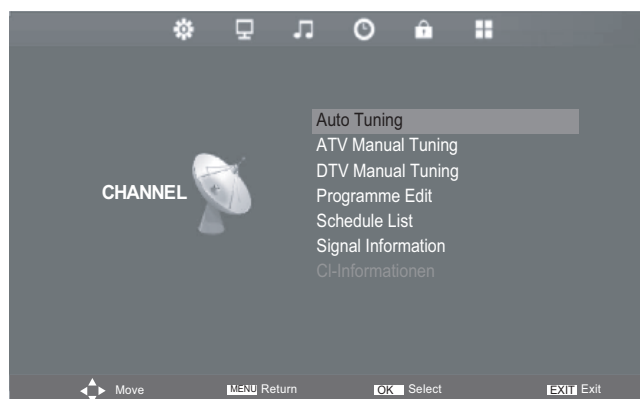 Auto Tuning
ATV Manual Tuning
DTV Manual Tuning
CHANNEL
Programme Edit
Schedule List
Signal Information
CI-Informationen
Move MENU Return OK Select EXIT Exit